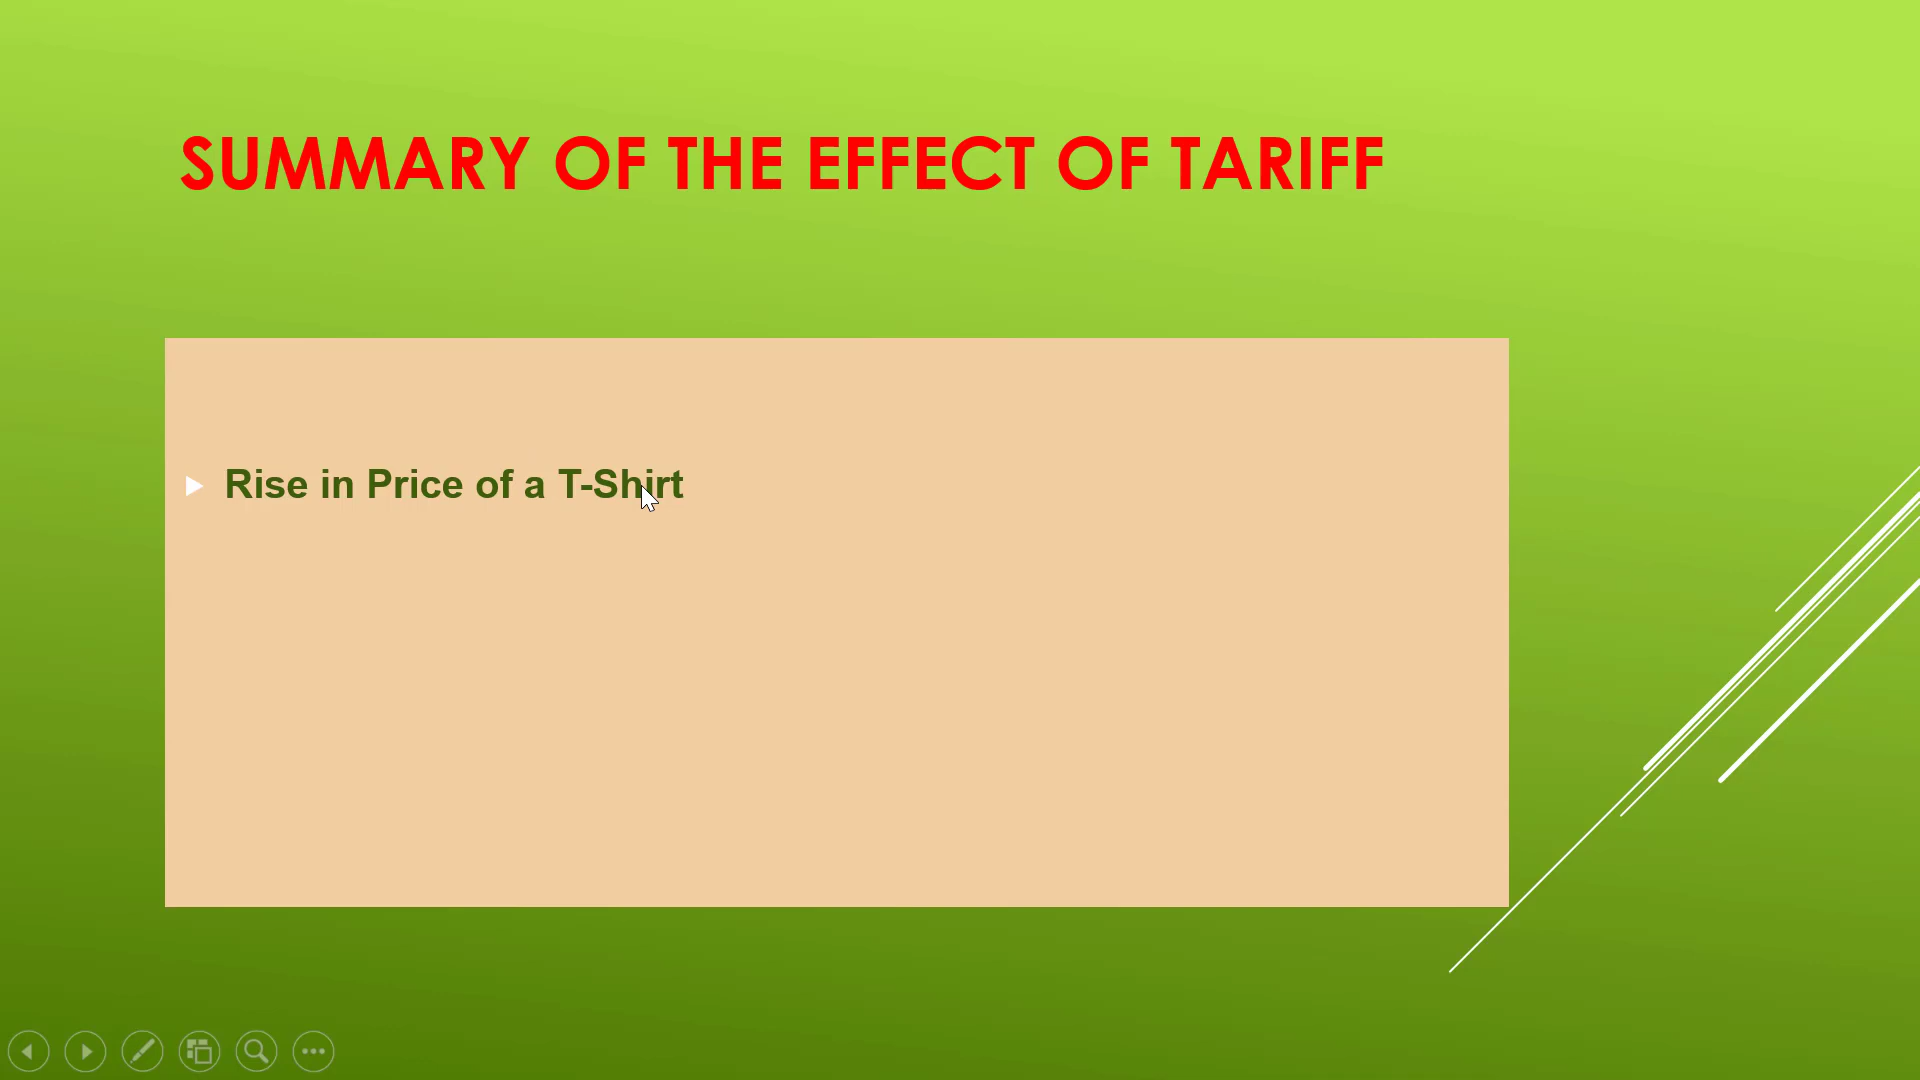 SUMMARY OF THE EFFECT OF TARIFF
Rise in Price of a T-Shirt